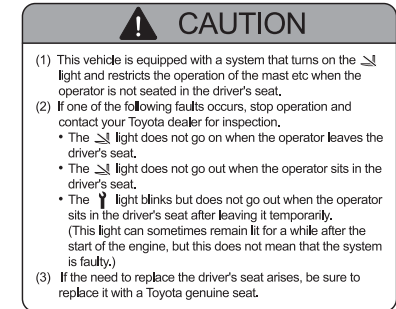 CAUTION
(1) This vehicle is equipped with a system that turns on the
light and restricts the operation of the mast etc when the
operator is not seated in the driver's seat.
(2) If one of the following faults occurs, stop operation and
contact your Toyota dealer for inspection.
• The light does not go on when the operator leaves the
driver's seat.
• The light does not go out when the operator sits in the
driver's seat.
• The light blinks but does not go out when the operator
sits in the driver's seat after leaving it temporarily.
(This light can sometimes remain lit for a while after the
start of the engine, but this does not mean that the system
is faulty.)
(3) If the need to replace the driver's seat arises, be sure to
replace it with a Toyota genuine seat.